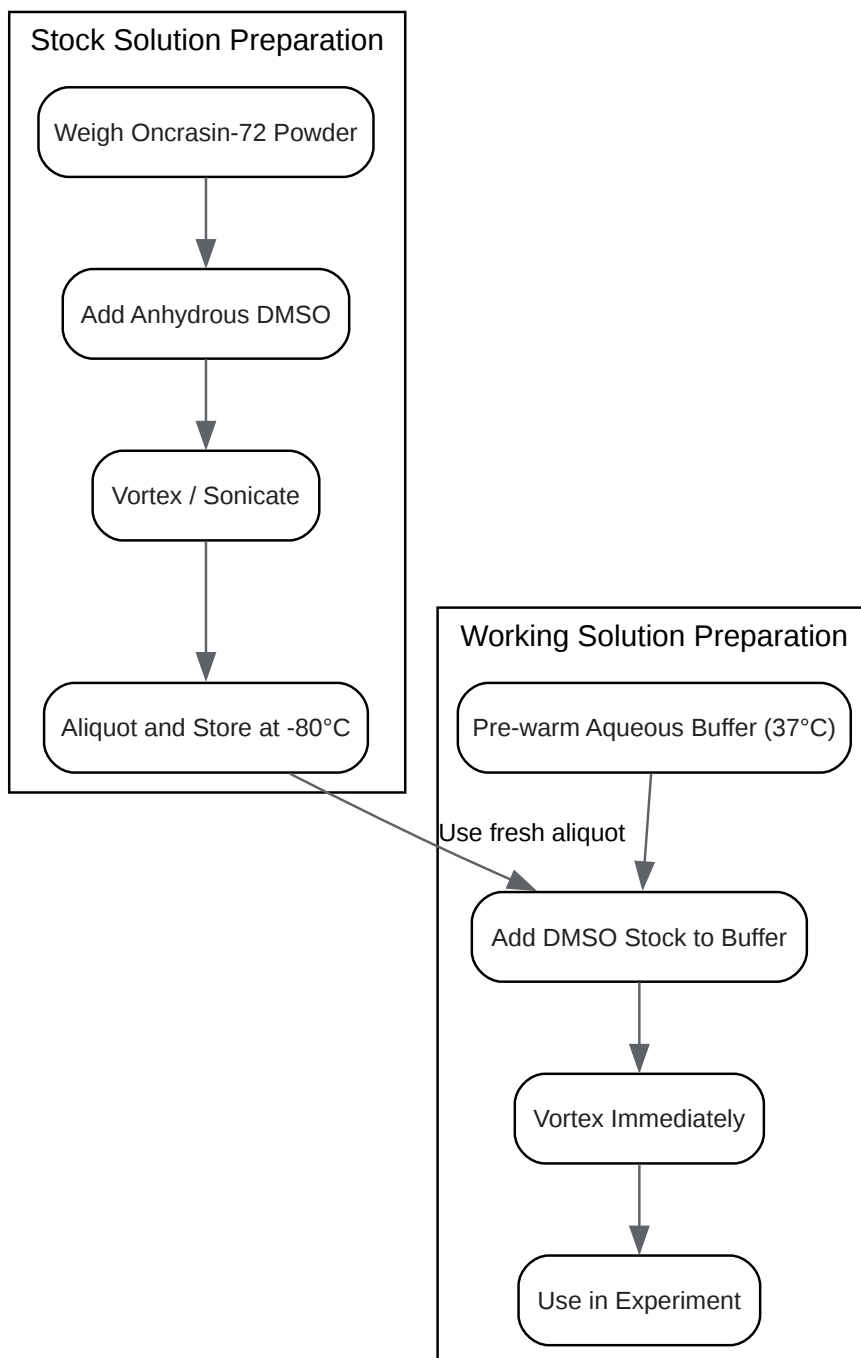 Stock Solution Preparation
Weigh Oncrasin-72 Powder
Add Anhydrous DMSO
Vortex / Sonicate
Aliquot and Store at -80°C
Use fresh aliquot
Working Solution Preparation
Pre-warm Aqueous Buffer (37°C)
Add DMSO Stock to Buffer
Vortex Immediately
Use in Experiment